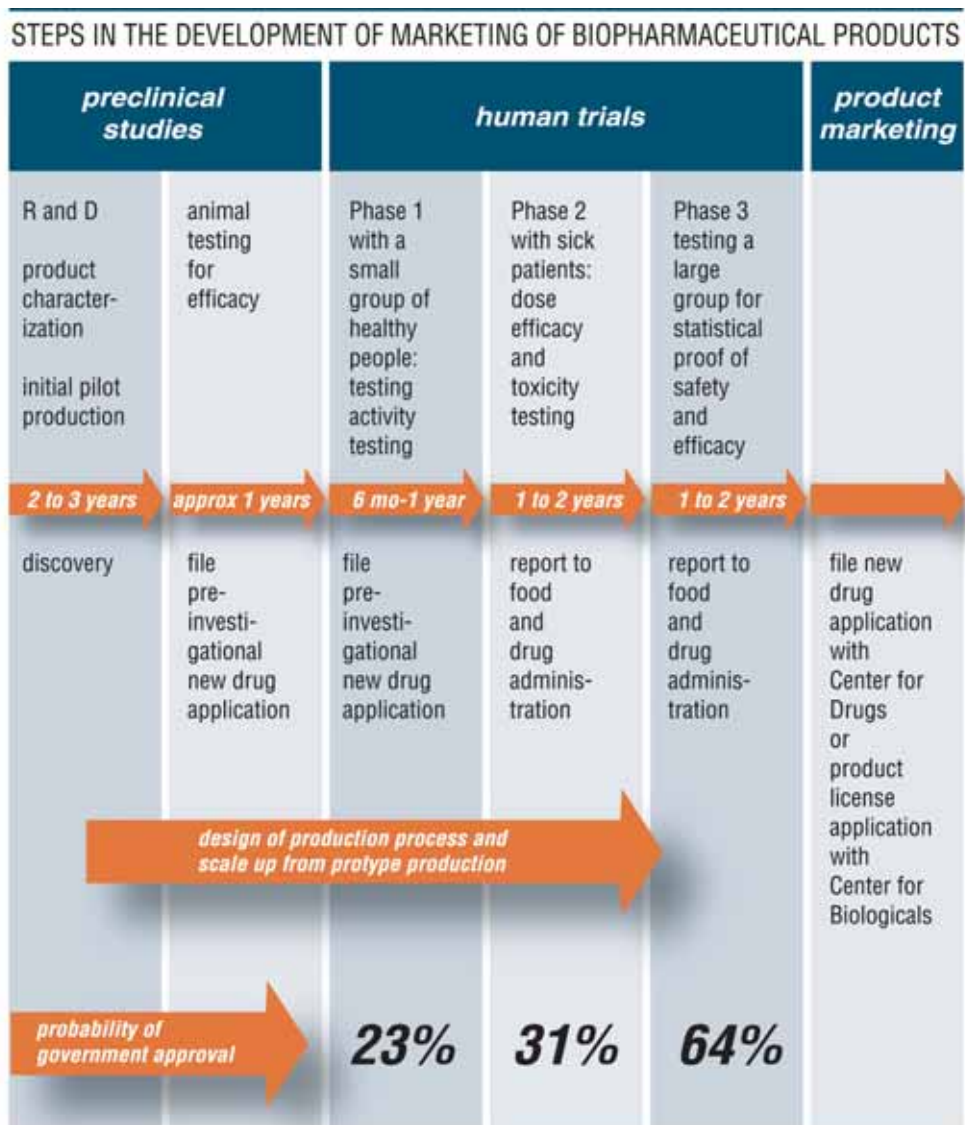 STEPS IN THE DEVELOPMENT OF MARKETING OF BIOPHARMACEUTICAL PRODUCTS
preclinical
studies
human trials
product
marketing
R and D
product
character-
ization
initial pilot
production
animal
testing
for
efficacy
Phase 1
with a
small
group of
healthy
people:
testing
activity
testing
Phase 2
with sick
patients:
dose
efficacy
and
toxicity
testing
Phase 3
testing a
large
group for
statistical
proof of
safety
and
efficacy
2 to 3 years
approx 1 years
6 mo-1 year
1 to 2 years
1 to 2 years
discovery
file
pre-
investi-
gational
new drug
application
file
pre-
investi-
gational
new drug
application
report to
food
and
drug
adminis-
tration
report to
food
and
drug
adminis-
tration
file new
drug
application
with
Center for
Drugs
or
product
license
application
with
Center for
Biologicals
design of production process and
scale up from protype production
probability of
government approval
23%
31%
64%